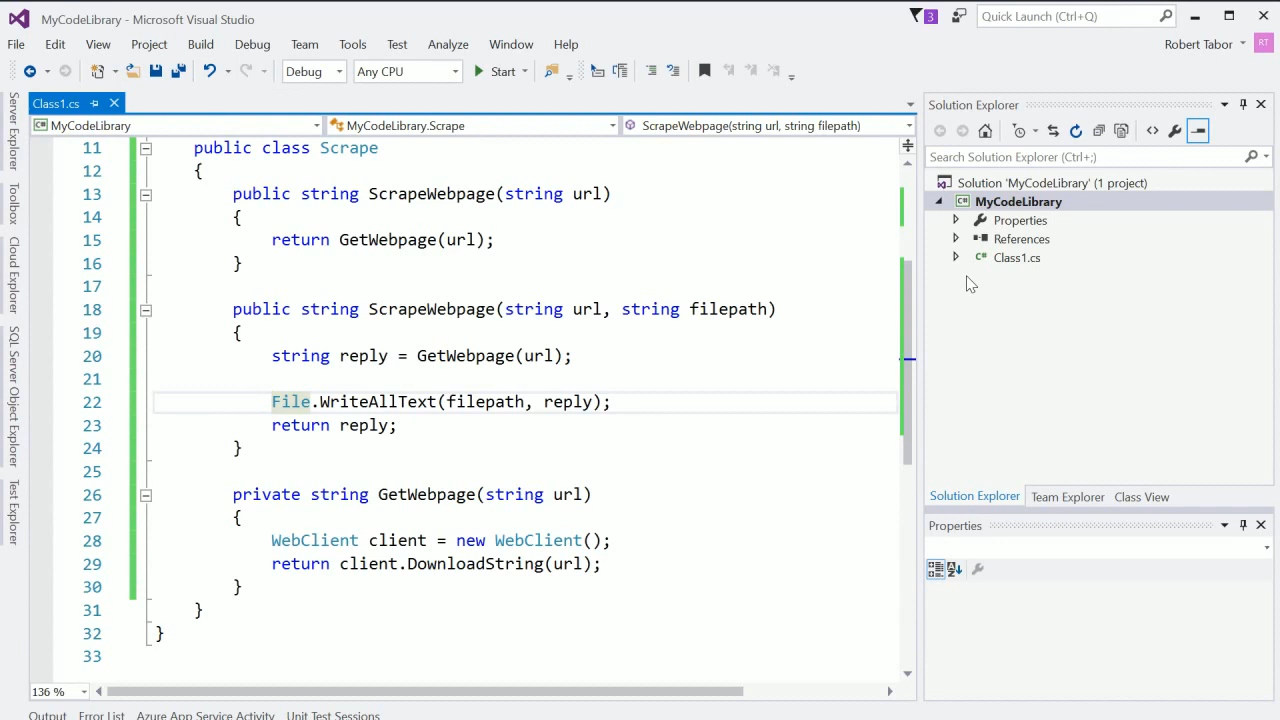 MyCodeLibrary - Microsoft Visual Studio
3
Quick Launch (Ctrl+Q)
File Edit View Project Build Debug Team Tools Test Analyze Window Help
Robert Tabor
RT
Debug
Any CPU
Start
Server Explorer
Toolbox
Cloud Explorer
SQL Server Object Explorer
Test Explorer
Class1.cs
MyCodeLibrary
MyCodeLibrary.Scrape
ScrapeWebpage(string url, string filepath)
11 public class Scrape
12 {
13 public string ScrapeWebpage(string url)
14 {
15 return GetWebpage(url);
16 }
17
18 public string ScrapeWebpage(string url, string filepath)
19 {
20 string reply = GetWebpage(url);
21
22 File.WriteAllText(filepath, reply);
23 return reply;
24 }
25
26 private string GetWebpage(string url)
27 {
28 WebClient client = new WebClient();
29 return client.DownloadString(url);
30 }
31 }
32 }
33
136 %
Output Error List Azure App Service Activity Unit Test Sessions
Solution Explorer
Search Solution Explorer (Ctrl+;)
Solution 'MyCodeLibrary' (1 project)
MyCodeLibrary
Properties
References
C# Class1.cs
Solution Explorer Team Explorer Class View
Properties